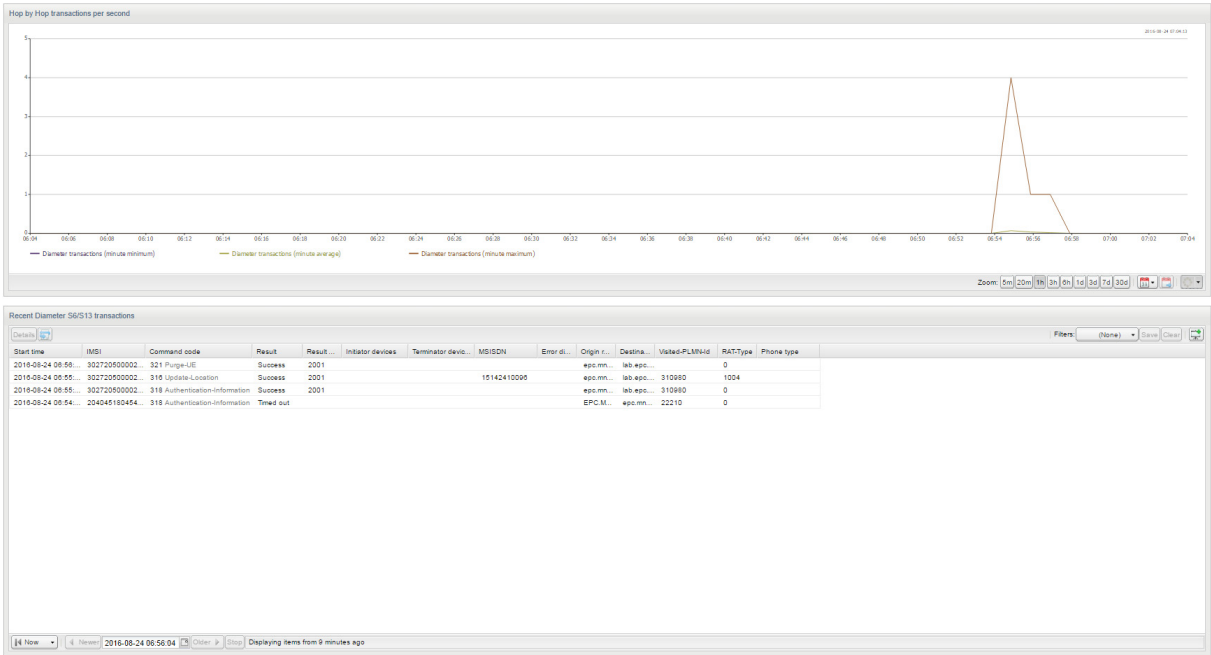 Hop by Hop transactions per second
2016-08-24 07:04:13
5
4
3
2
1
0
06:04 06:06 06:08 06:10 06:12 06:14 06:16 06:18 06:20 06:22 06:24 06:26 06:28 06:30 06:32 06:34 06:36 06:38 06:40 06:42 06:44 06:46 06:48 06:50 06:52 06:54 06:56 06:58 07:00 07:02 07:04
Diameter transactions (minute minimum) Diameter transactions (minute average) Diameter transactions (minute maximum)
Zoom: 5m 20m 1h 3h 6h 1d 3d 7d 30d
Recent Diameter S6/S13 transactions
Details Filters: (None) Save Clear
Start time IMSI Command code Result Result ... Initiator devices Terminator devic... MSISDN Error di... Origin r... Destina... Visited-PLMN-Id RAT-Type Phone type
2016-08-24 06:56:... 302720500002... 321 Purge-UE Success 2001 epc.mn... lab.epc.... 0
2016-08-24 06:55:... 302720500002... 316 Update-Location Success 2001 15142410096 epc.mn... lab.epc.... 310980 1004
2016-08-24 06:55:... 302720500002... 318 Authentication-Information Success 2001 epc.mn... lab.epc.... 310980 0
2016-08-24 06:54:... 204045180454... 318 Authentication-Information Timed out EPC.M... epc.mn... 22210 0
Now Newer 2016-08-24 06:56:04 Older Stop Displaying items from 9 minutes ago